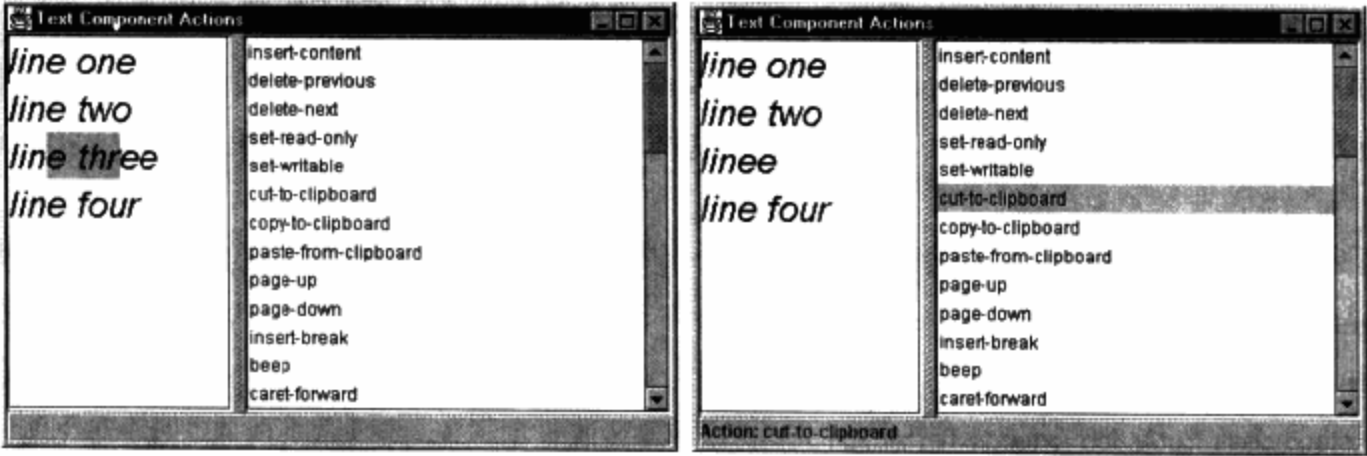 Text Component Actions
line one
line two
line three
line four
insert-content
delete-previous
delete-next
set-read-only
set-writable
cut-to-clipboard
copy-to-clipboard
paste-from-clipboard
page-up
page-down
insert-break
beep
caret-forward
Text Component Actions
line one
line two
linee
line four
insert-content
delete-previous
delete-next
set-read-only
set-writable
cut-to-clipboard
copy-to-clipboard
paste-from-clipboard
page-up
page-down
insert-break
beep
caret-forward
Action: cut-to-clipboard